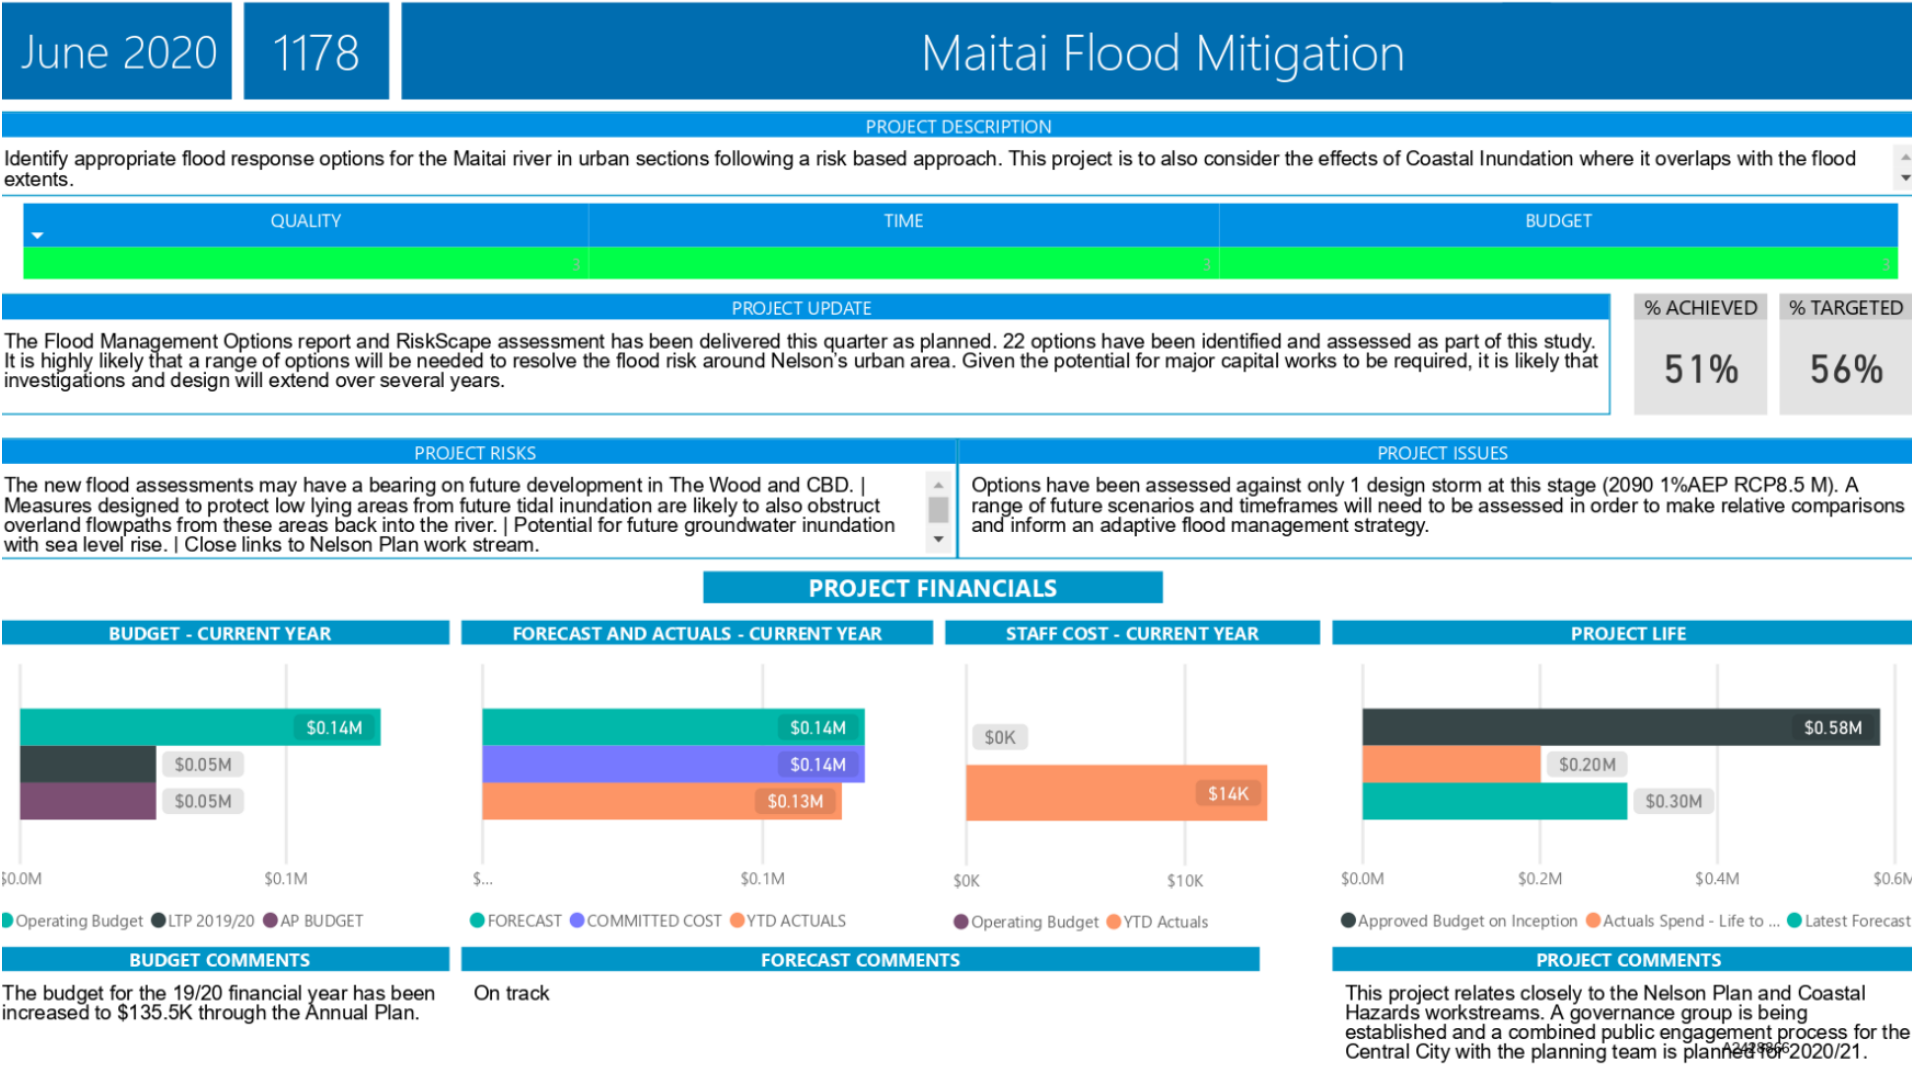 June 2020
1178
Maitai Flood Mitigation
PROJECT DESCRIPTION
Identify appropriate flood response options for the Maitai river in urban sections following a risk based approach. This project is to also consider the effects of Coastal Inundation where it overlaps with the flood
extents.
QUALITY TIME BUDGET
3 3 3
PROJECT UPDATE
The Flood Management Options report and RiskScape assessment has been delivered this quarter as planned. 22 options have been identified and assessed as part of this study.
It is highly likely that a range of options will be needed to resolve the flood risk around Nelson's urban area. Given the potential for major capital works to be required, it is likely that
investigations and design will extend over several years.
% ACHIEVED
51%
% TARGETED
56%
PROJECT RISKS
The new flood assessments may have a bearing on future development in The Wood and CBD. |
Measures designed to protect low lying areas from future tidal inundation are likely to also obstruct
overland flowpaths from these areas back into the river. | Potential for future groundwater inundation
with sea level rise. | Close links to Nelson Plan work stream.
PROJECT ISSUES
Options have been assessed against only 1 design storm at this stage (2090 1%AEP RCP8.5 M). A
range of future scenarios and timeframes will need to be assessed in order to make relative comparisons
and inform an adaptive flood management strategy.
PROJECT FINANCIALS
BUDGET - CURRENT YEAR
$0.14M
$0.05M
$0.05M
$0.0M $0.1M
Operating Budget LTP 2019/20 AP BUDGET
FORECAST AND ACTUALS - CURRENT YEAR
$0.14M
$0.14M
$0.13M
$... $0.1M
FORECAST COMMITTED COST YTD ACTUALS
STAFF COST - CURRENT YEAR
$0K
$14K
$0K $10K
Operating Budget YTD Actuals
PROJECT LIFE
$0.58M
$0.20M
$0.30M
$0.0M $0.2M $0.4M $0.6M
Approved Budget on Inception Actuals Spend - Life to ... Latest Forecast
BUDGET COMMENTS
The budget for the 19/20 financial year has been
increased to $135.5K through the Annual Plan.
FORECAST COMMENTS
On track
PROJECT COMMENTS
This project relates closely to the Nelson Plan and Coastal
Hazards workstreams. A governance group is being
established and a combined public engagement process for the
Central City with the planning team is planned for 2020/21.
A2428866